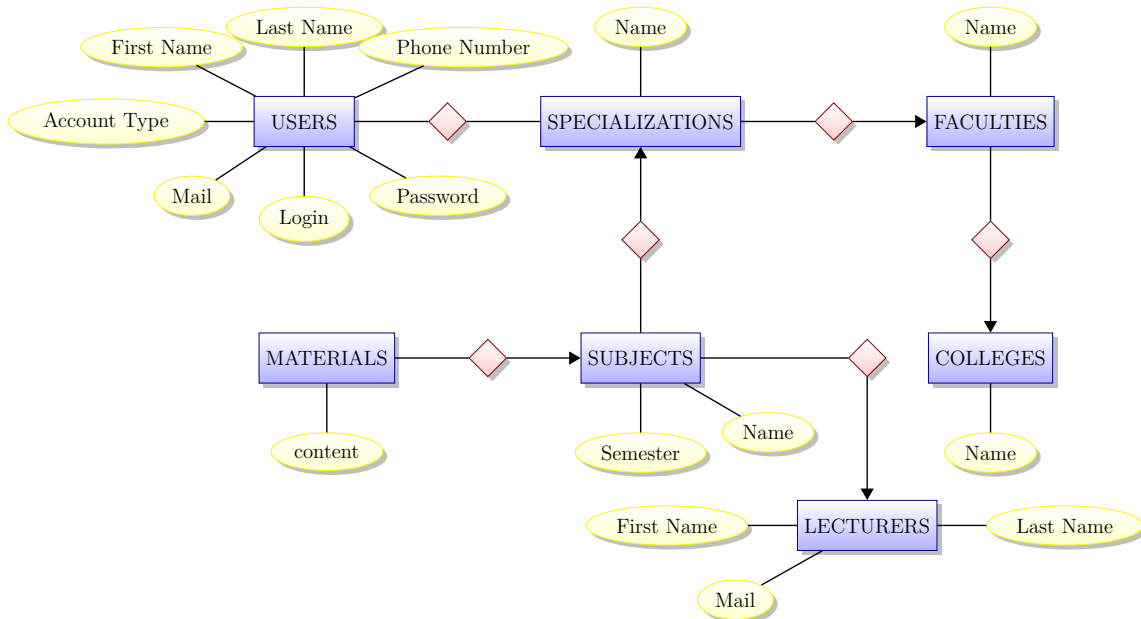 Last Name
Name
Name
First Name
Phone Number
Account Type
USERS
SPECIALIZATIONS
FACULTIES
Mail
Password
Login
MATERIALS
SUBJECTS
COLLEGES
Name
content
Semester
Name
First Name
LECTURERS
Last Name
Mail